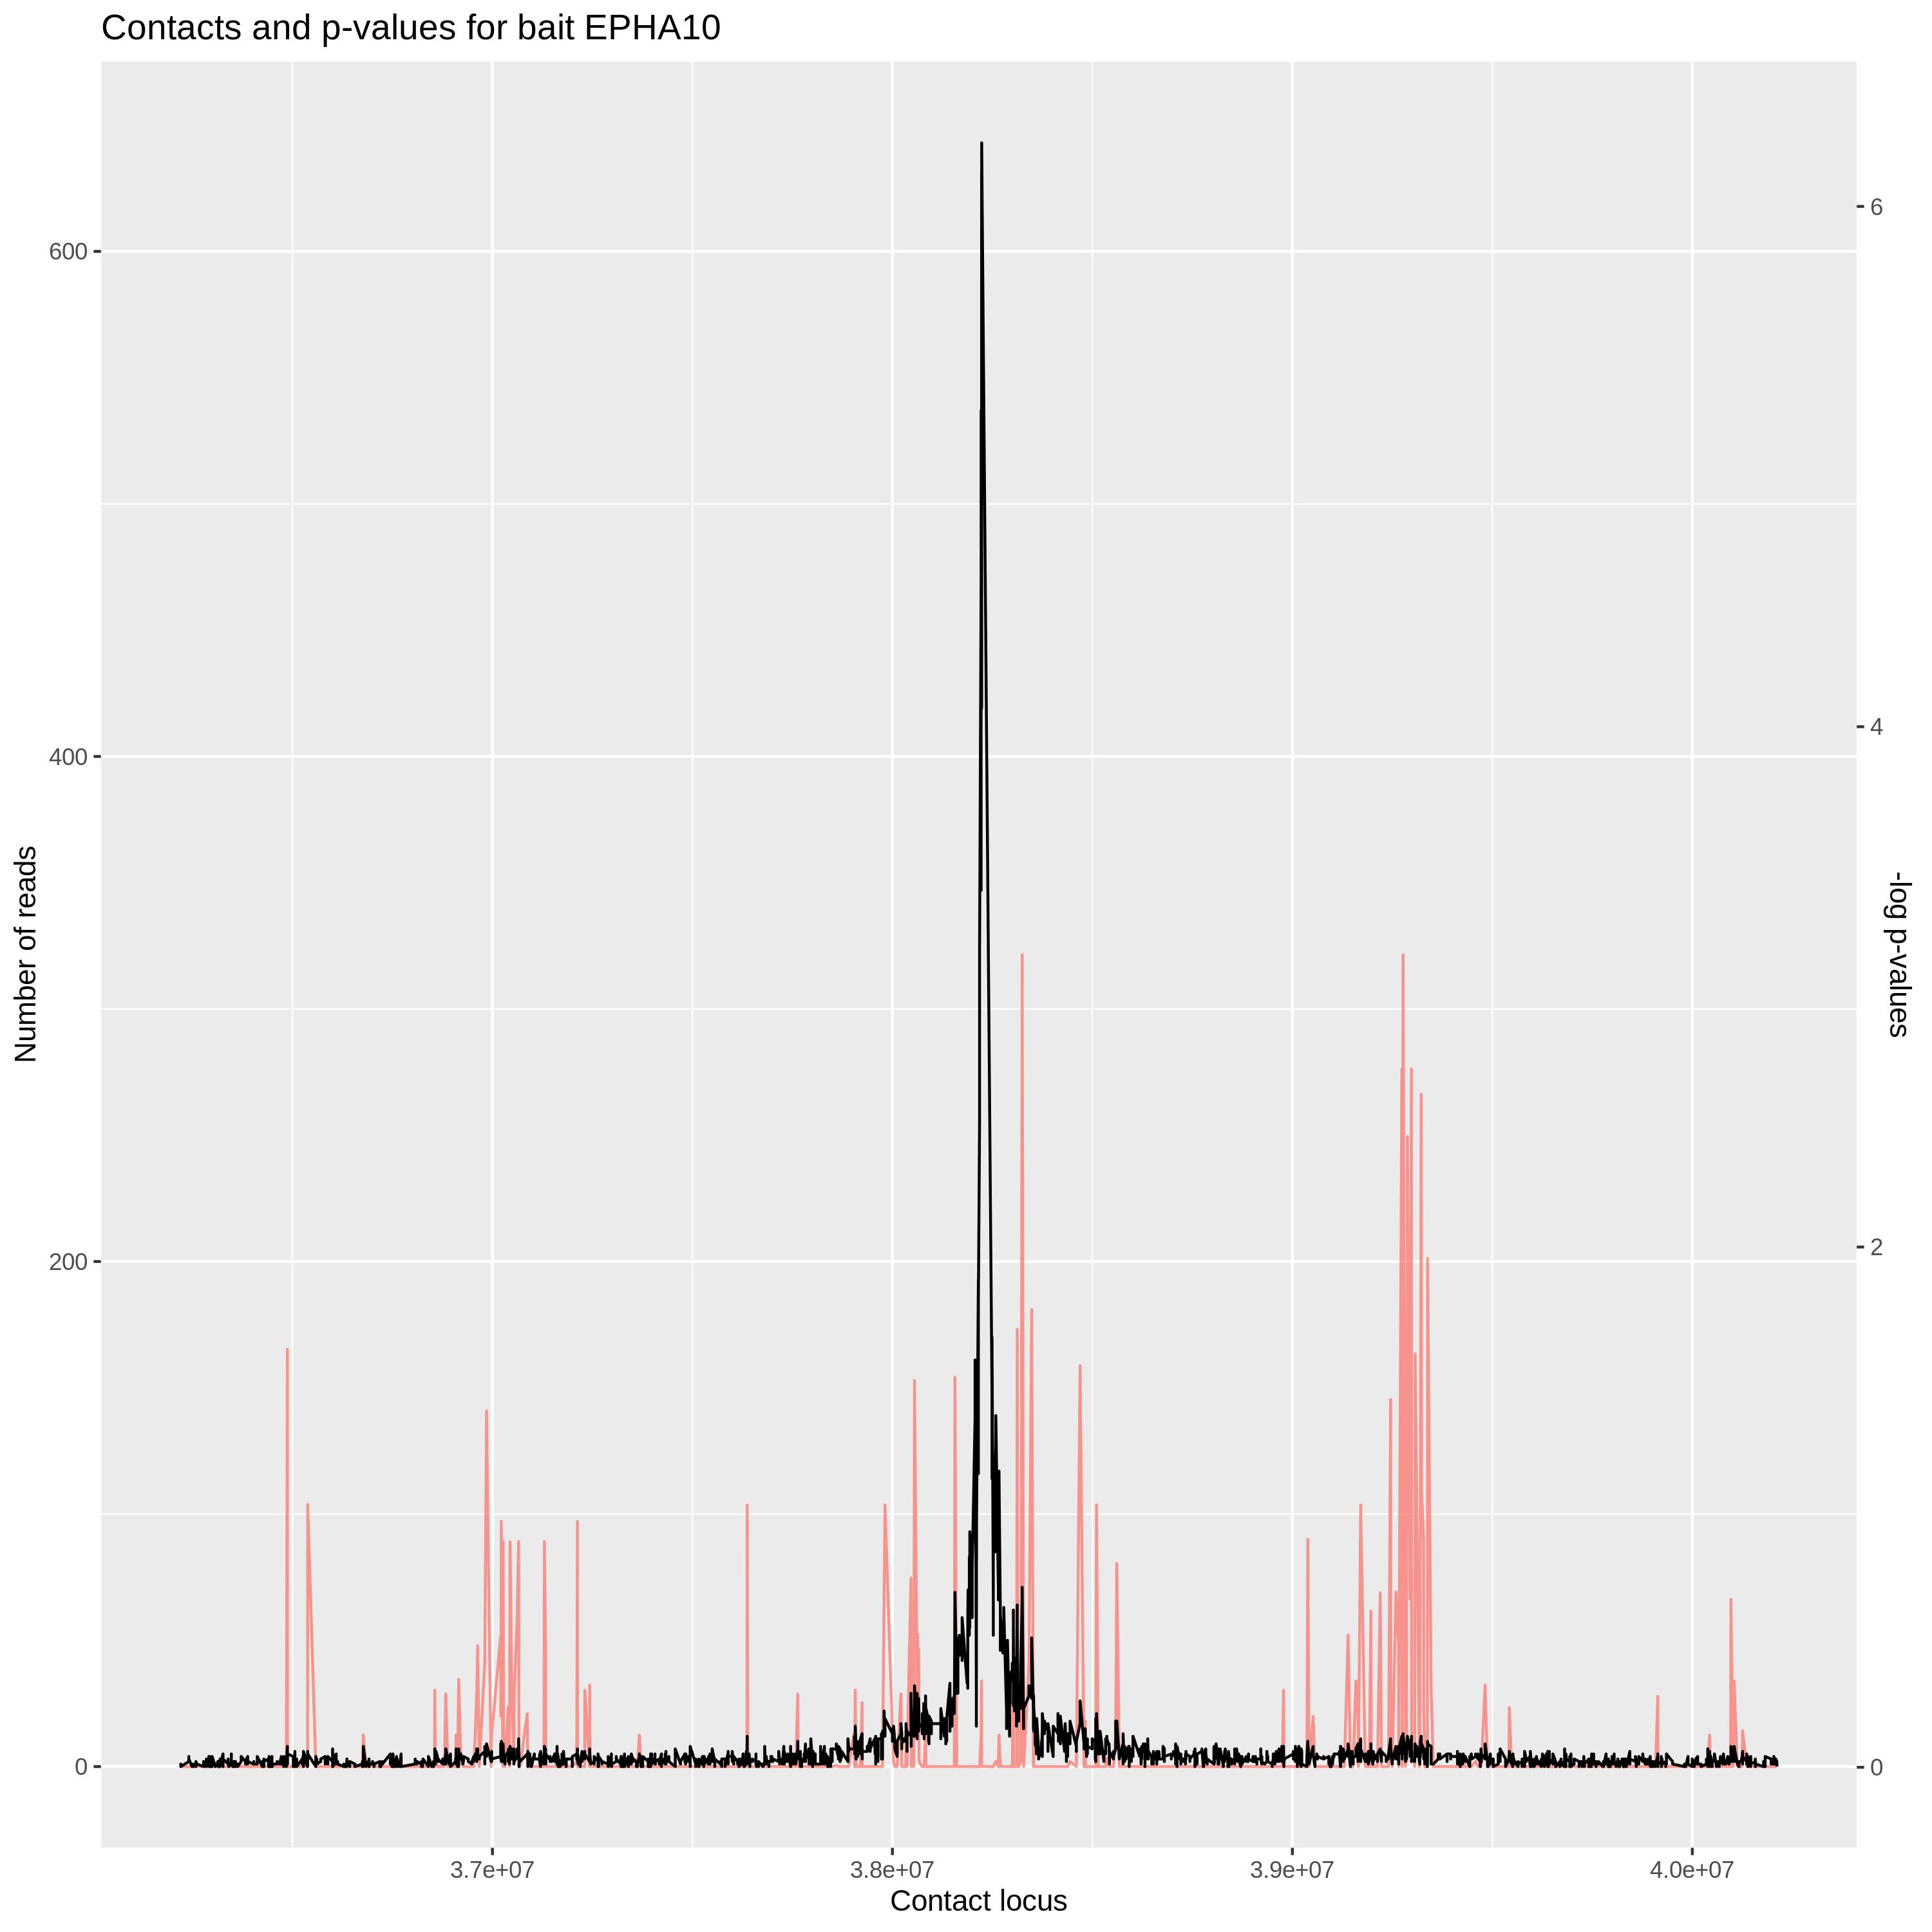 Contacts and p-values for bait EPHA10
600
400
200
0
6
4
2
0
Number of reads
-log p-values
3.7e+07
3.8e+07
3.9e+07
4.0e+07
Contact locus